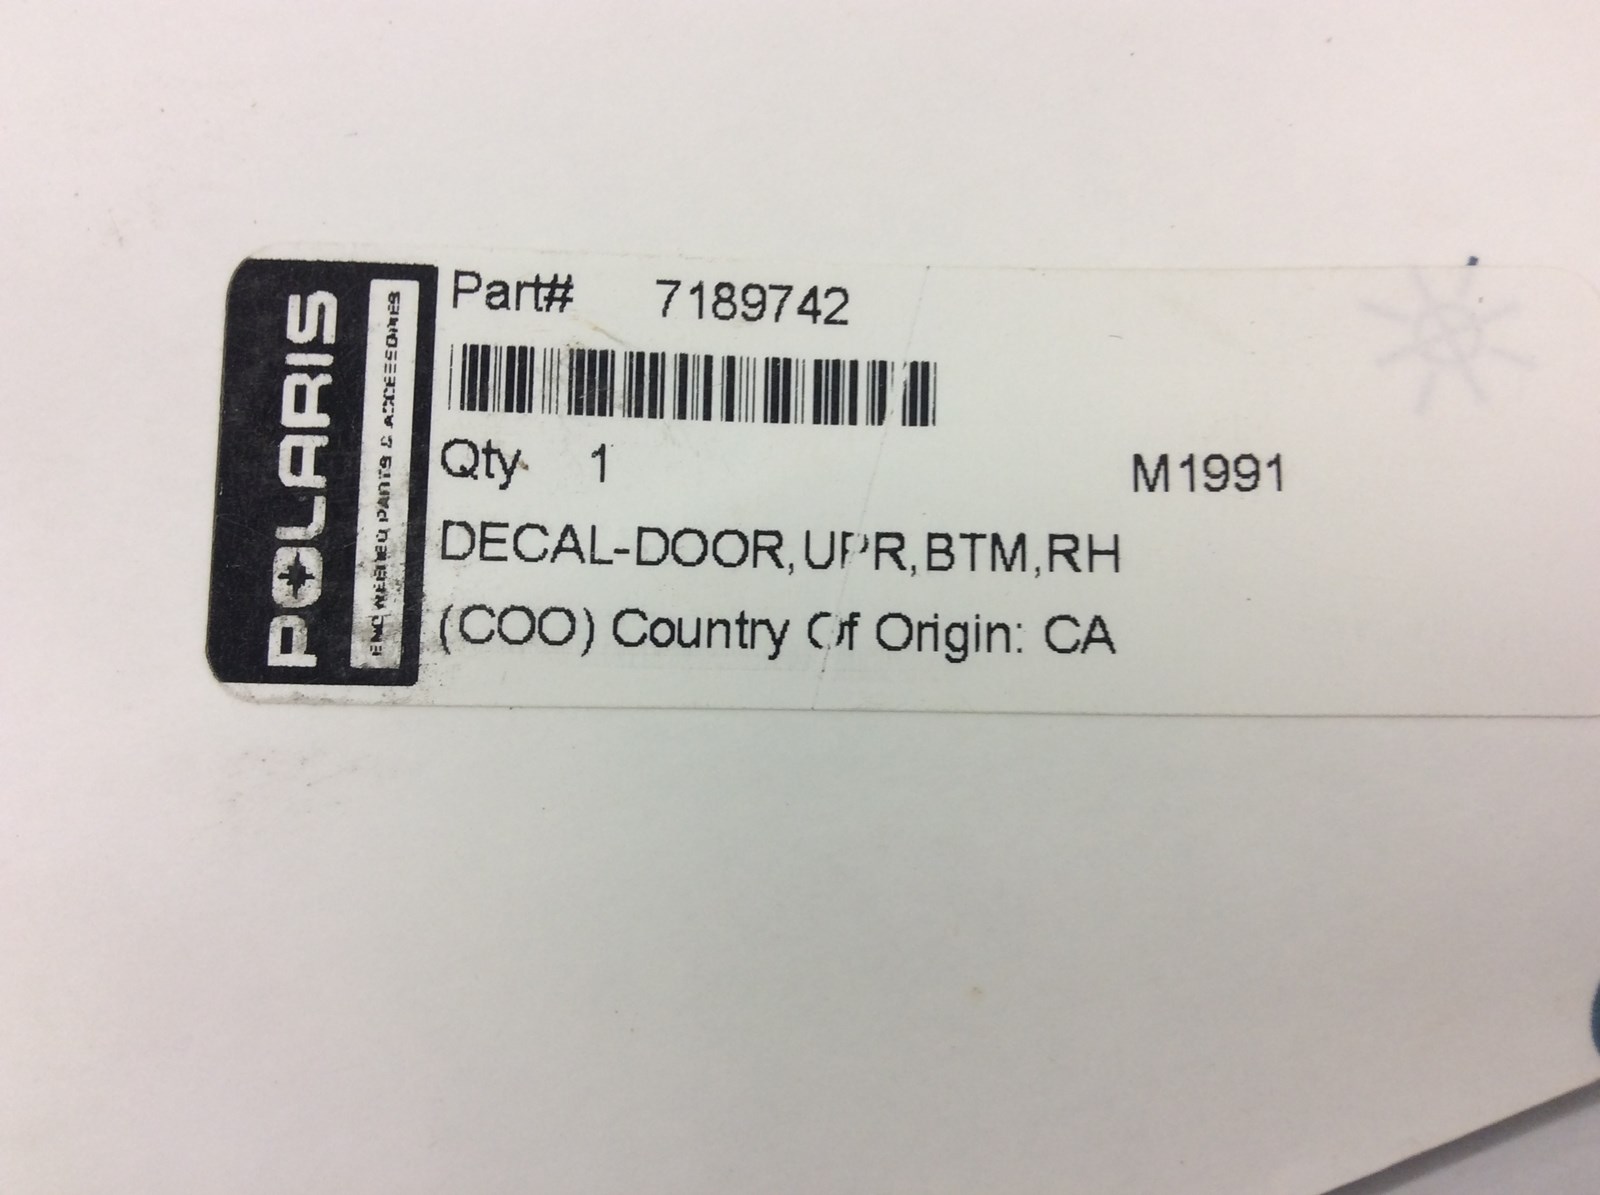 POLARIS
ENGINEERED PARTS & ACCESSORIES
Part# 7189742
Qty 1 M1991
DECAL-DOOR,UPR,BTM,RH
(COO) Country Of Origin: CA